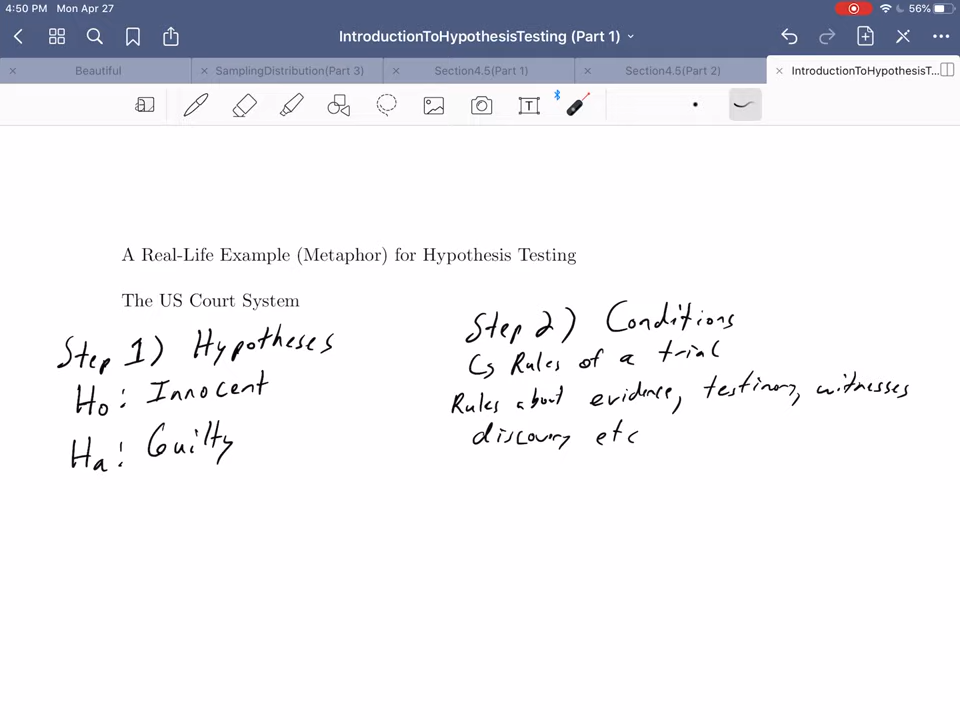 4:50 PM Mon Apr 27
56%
IntroductionToHypothesisTesting (Part 1)
Beautiful
SamplingDistribution(Part 3)
Section4.5(Part 1)
Section4.5(Part 2)
IntroductionToHypothesisT...
T
A Real-Life Example (Metaphor) for Hypothesis Testing
The US Court System
Step 1) Hypotheses
Ho: Innocent
Ha: Guilty
Step 2) Conditions
Rules of a trial
Rules about evidence, testimony, witnesses
discovery etc